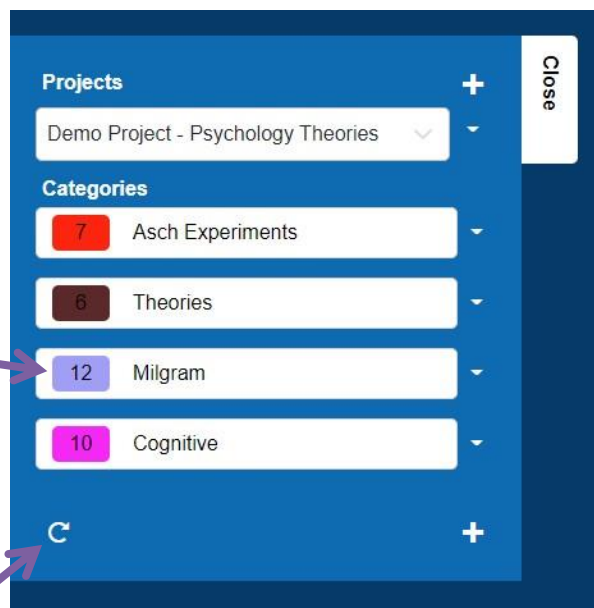 Projects
Close
Demo Project - Psychology Theories
Categories
7 Asch Experiments
6 Theories
12 Milgram
10 Cognitive